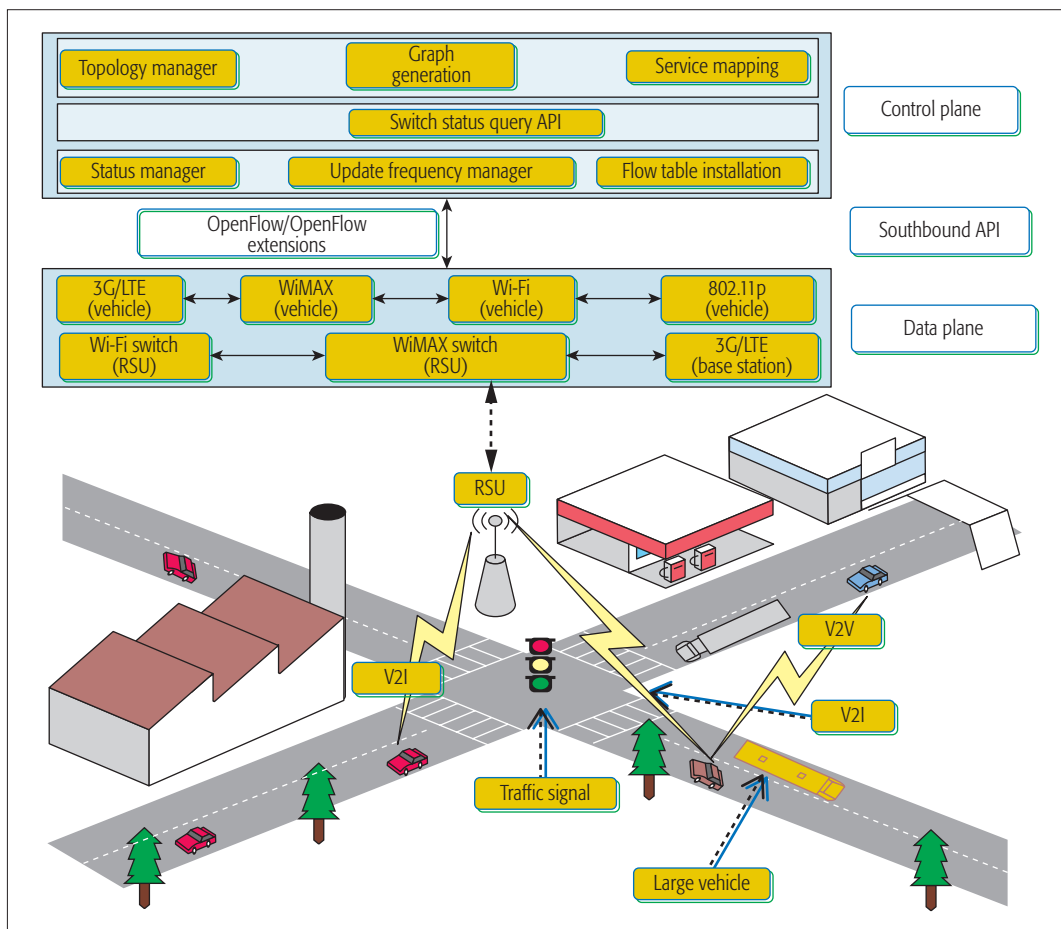 Topology manager
Graph
generation
Service mapping
Control plane
Switch status query API
Status manager
Update frequency manager
Flow table installation
OpenFlow/OpenFlow
extensions
Southbound API
3G/LTE
(vehicle)
WiMAX
(vehicle)
Wi-Fi
(vehicle)
802.11p
(vehicle)
Data plane
Wi-Fi switch
(RSU)
WiMAX switch
(RSU)
3G/LTE
(base station)
RSU
V2V
V2I
V2I
Traffic signal
Large vehicle